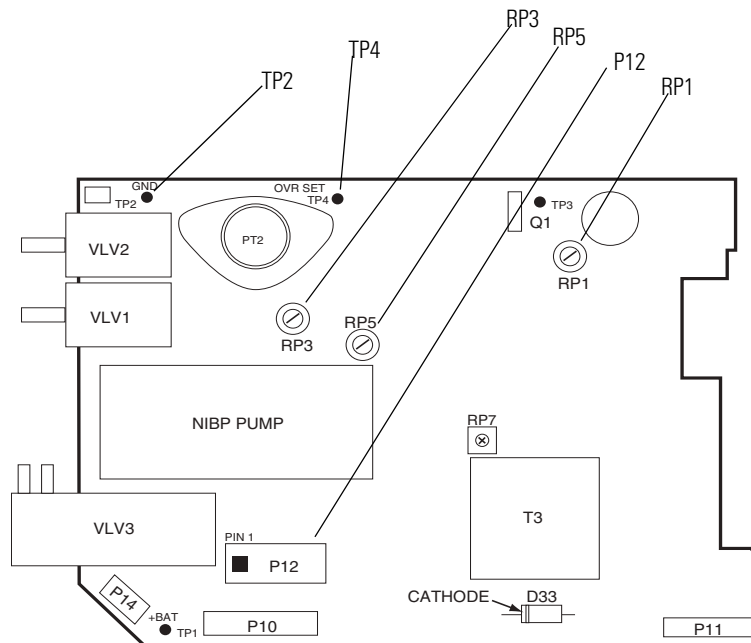 RP3
RP5
TP4
P12
TP2
RP1
GND
TP2
OVR SET
TP4
TP3
Q1
VLV2
PT2
RP1
VLV1
RP5
RP3
NIBP PUMP
RP7
VLV3
T3
PIN 1
P12
P14
CATHODE
D33
+BAT
TP1
P10
P11